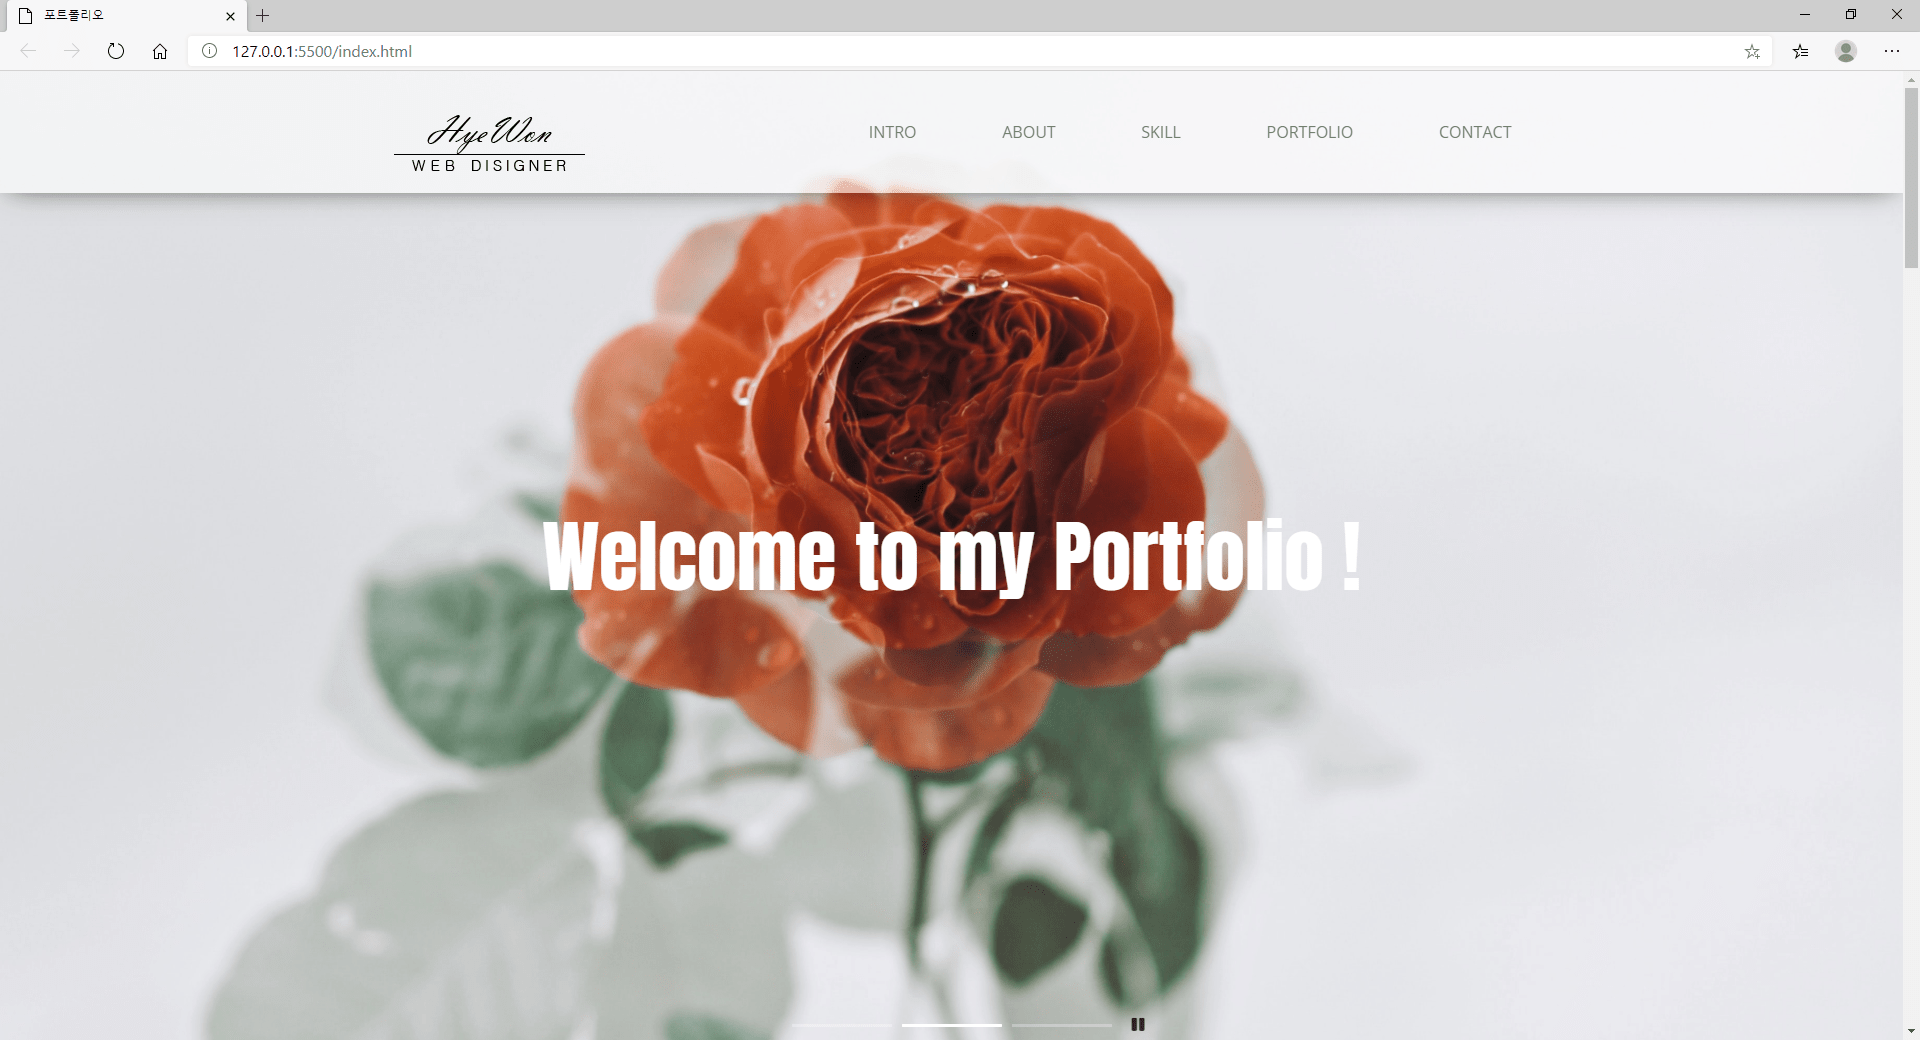 포트폴리오
127.0.0.1:5500/index.html
HyeWon
WEB DISIGNER
INTRO ABOUT SKILL PORTFOLIO CONTACT
Welcome to my Portfolio !